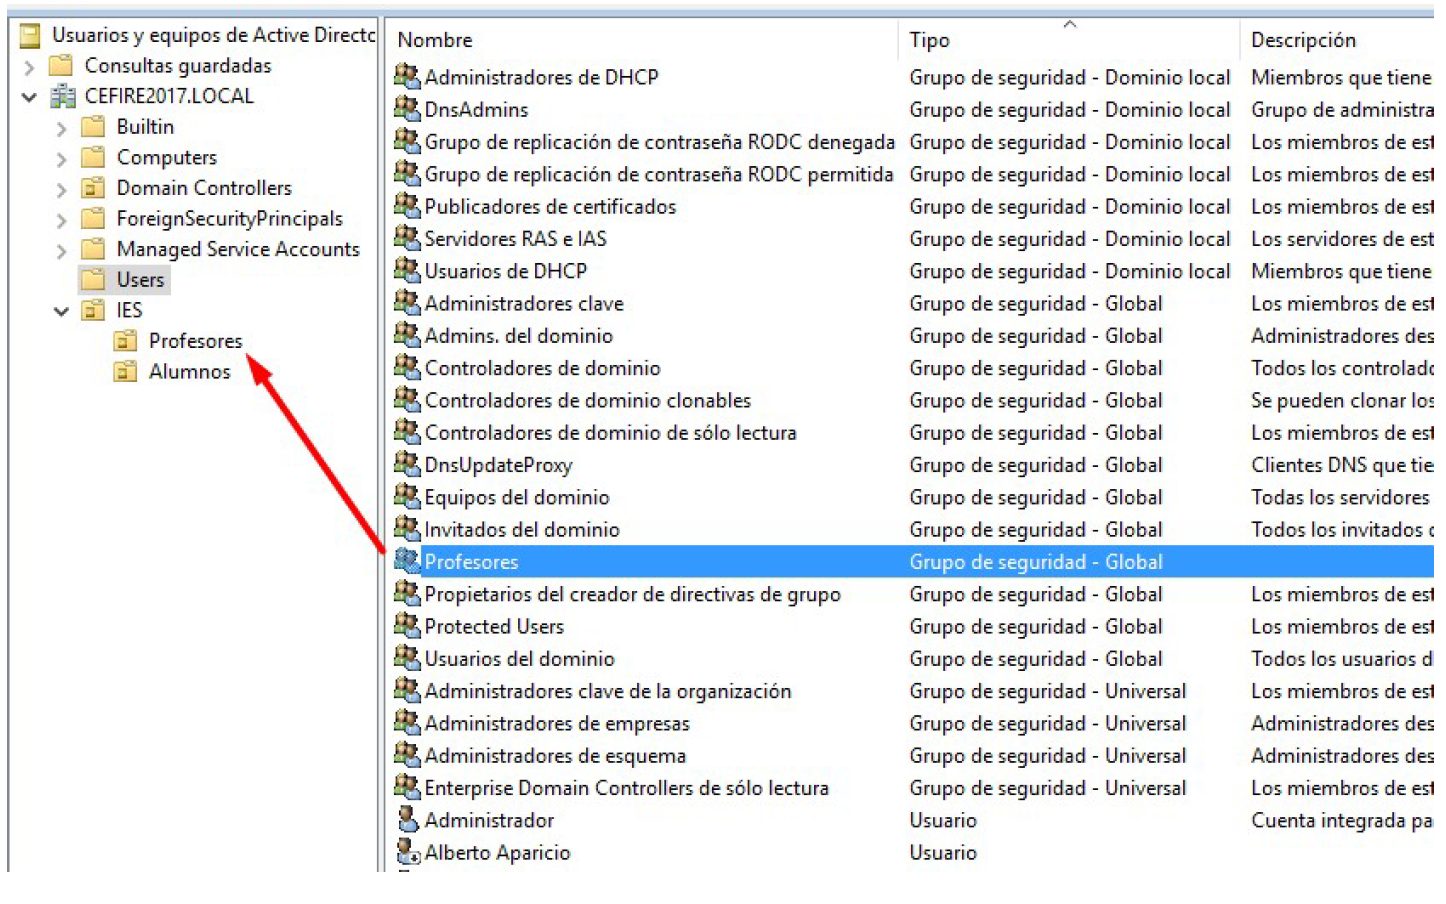 Usuarios y equipos de Active Directc
Consultas guardadas
CEFIRE2017.LOCAL
Builtin
Computers
Domain Controllers
ForeignSecurityPrincipals
Managed Service Accounts
Users
IES
Profesores
Alumnos
Nombre Tipo Descripción
Administradores de DHCP Grupo de seguridad - Dominio local Miembros que tiene
DnsAdmins Grupo de seguridad - Dominio local Grupo de administra
Grupo de replicación de contraseña RODC denegada Grupo de seguridad - Dominio local Los miembros de est
Grupo de replicación de contraseña RODC permitida Grupo de seguridad - Dominio local Los miembros de est
Publicadores de certificados Grupo de seguridad - Dominio local Los miembros de est
Servidores RAS e IAS Grupo de seguridad - Dominio local Los servidores de est
Usuarios de DHCP Grupo de seguridad - Dominio local Miembros que tiene
Administradores clave Grupo de seguridad - Global Los miembros de est
Admins. del dominio Grupo de seguridad - Global Administradores des
Controladores de dominio Grupo de seguridad - Global Todos los controlado
Controladores de dominio clonables Grupo de seguridad - Global Se pueden clonar los
Controladores de dominio de sólo lectura Grupo de seguridad - Global Los miembros de est
DnsUpdateProxy Grupo de seguridad - Global Clientes DNS que tie
Equipos del dominio Grupo de seguridad - Global Todas los servidores
Invitados del dominio Grupo de seguridad - Global Todos los invitados d
Profesores Grupo de seguridad - Global
Propietarios del creador de directivas de grupo Grupo de seguridad - Global Los miembros de est
Protected Users Grupo de seguridad - Global Los miembros de est
Usuarios del dominio Grupo de seguridad - Global Todos los usuarios d
Administradores clave de la organización Grupo de seguridad - Universal Los miembros de est
Administradores de empresas Grupo de seguridad - Universal Administradores des
Administradores de esquema Grupo de seguridad - Universal Administradores des
Enterprise Domain Controllers de sólo lectura Grupo de seguridad - Universal Los miembros de est
Administrador Usuario Cuenta integrada pa
Alberto Aparicio Usuario